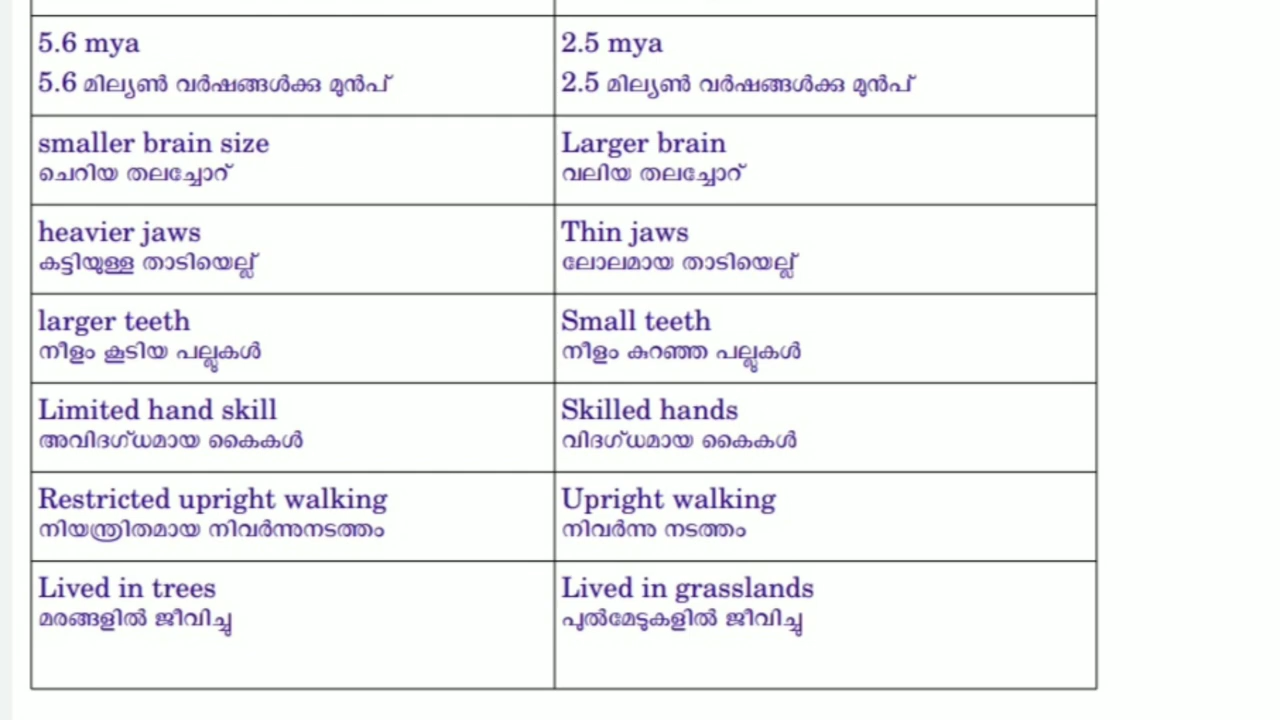 5.6 mya
5.6 മില്യൺ വർഷങ്ങൾക്കു മുൻപ്
2.5 mya
2.5 മില്യൺ വർഷങ്ങൾക്കു മുൻപ്
smaller brain size
ചെറിയ തലച്ചോറ്
Larger brain
വലിയ തലച്ചോറ്
heavier jaws
കട്ടിയുള്ള താടിയെല്ല്
Thin jaws
ലോലമായ താടിയെല്ല്
larger teeth
നീളം കൂടിയ പല്ലുകൾ
Small teeth
നീളം കുറഞ്ഞ പല്ലുകൾ
Limited hand skill
അവിദഗ്ധമായ കൈകൾ
Skilled hands
വിദഗ്ധമായ കൈകൾ
Restricted upright walking
നിയന്ത്രിതമായ നിവർന്നുനടത്തം
Upright walking
നിവർന്നു നടത്തം
Lived in trees
മരങ്ങളിൽ ജീവിച്ചു
Lived in grasslands
പുൽമേടുകളിൽ ജീവിച്ചു